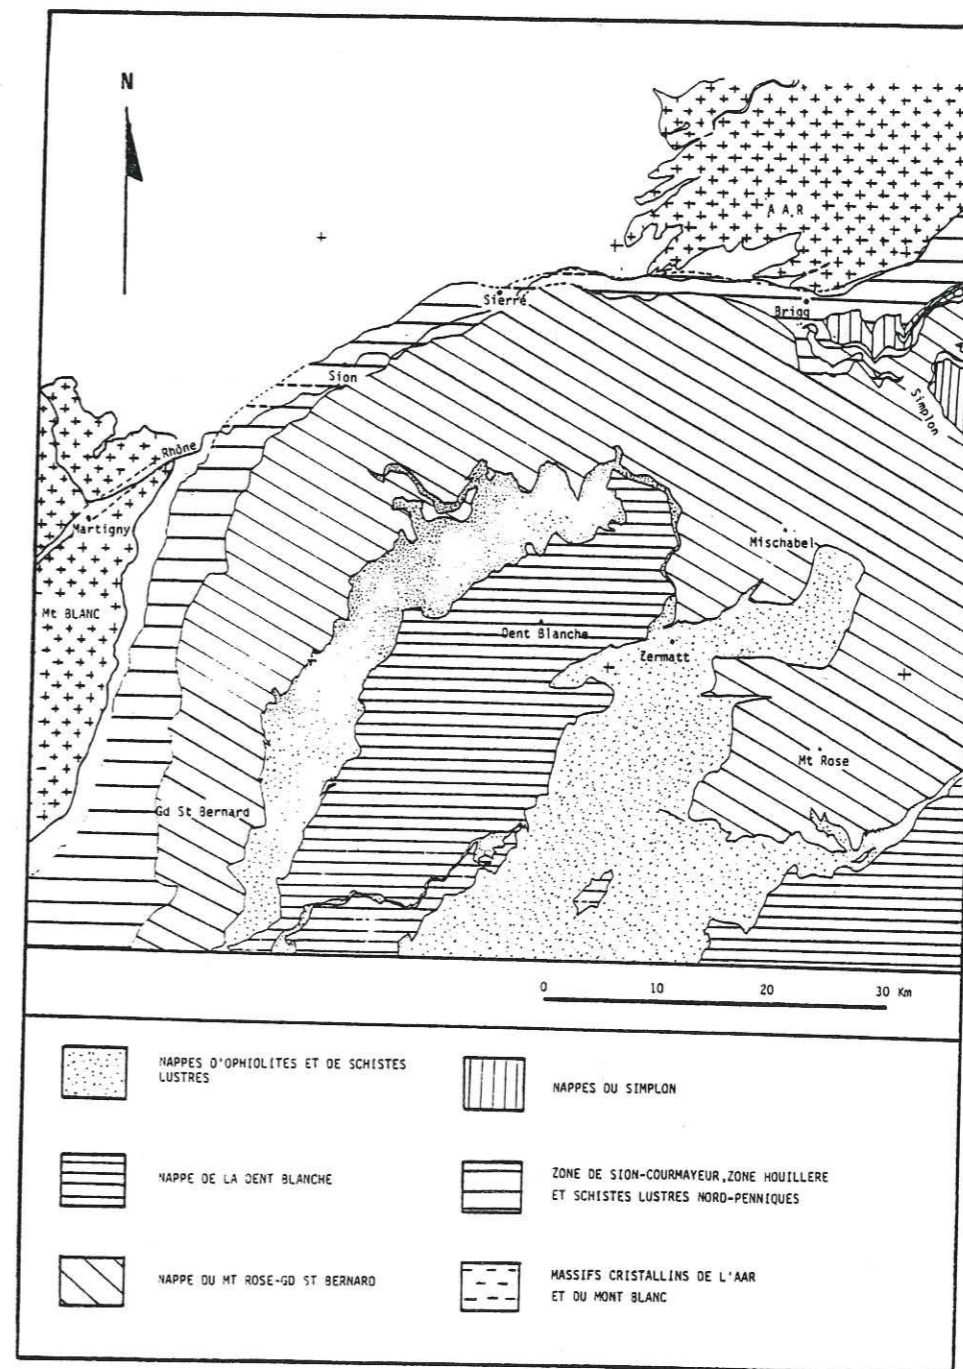 N
A A R
Sierre
Brigg
Sion
Simplon
Rhône
Martigny
Mischabel
Mt BLANC
Dent Blanche
Zermatt
Mt Rose
Gd St Bernard
0 10 20 30 Km
NAPPES D'OPHIOLITES ET DE SCHISTES
LUSTRES
NAPPES DU SIMPLON
NAPPE DE LA DENT BLANCHE
ZONE DE SION-COURMAYEUR, ZONE HOUILLERE
ET SCHISTES LUSTRES NORD-PENNIQUES
NAPPE DU MT ROSE-GD ST BERNARD
MASSIFS CRISTALLINS DE L'AAR
ET DU MONT BLANC